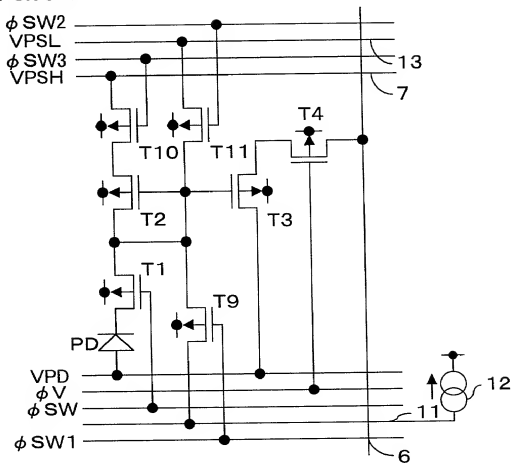 φSW2
VPSL
φSW3
VPSH
13
7
T10
T11
T4
T2
T3
T1
T9
PD
VPD
φV
φSW
11
12
φSW1
6